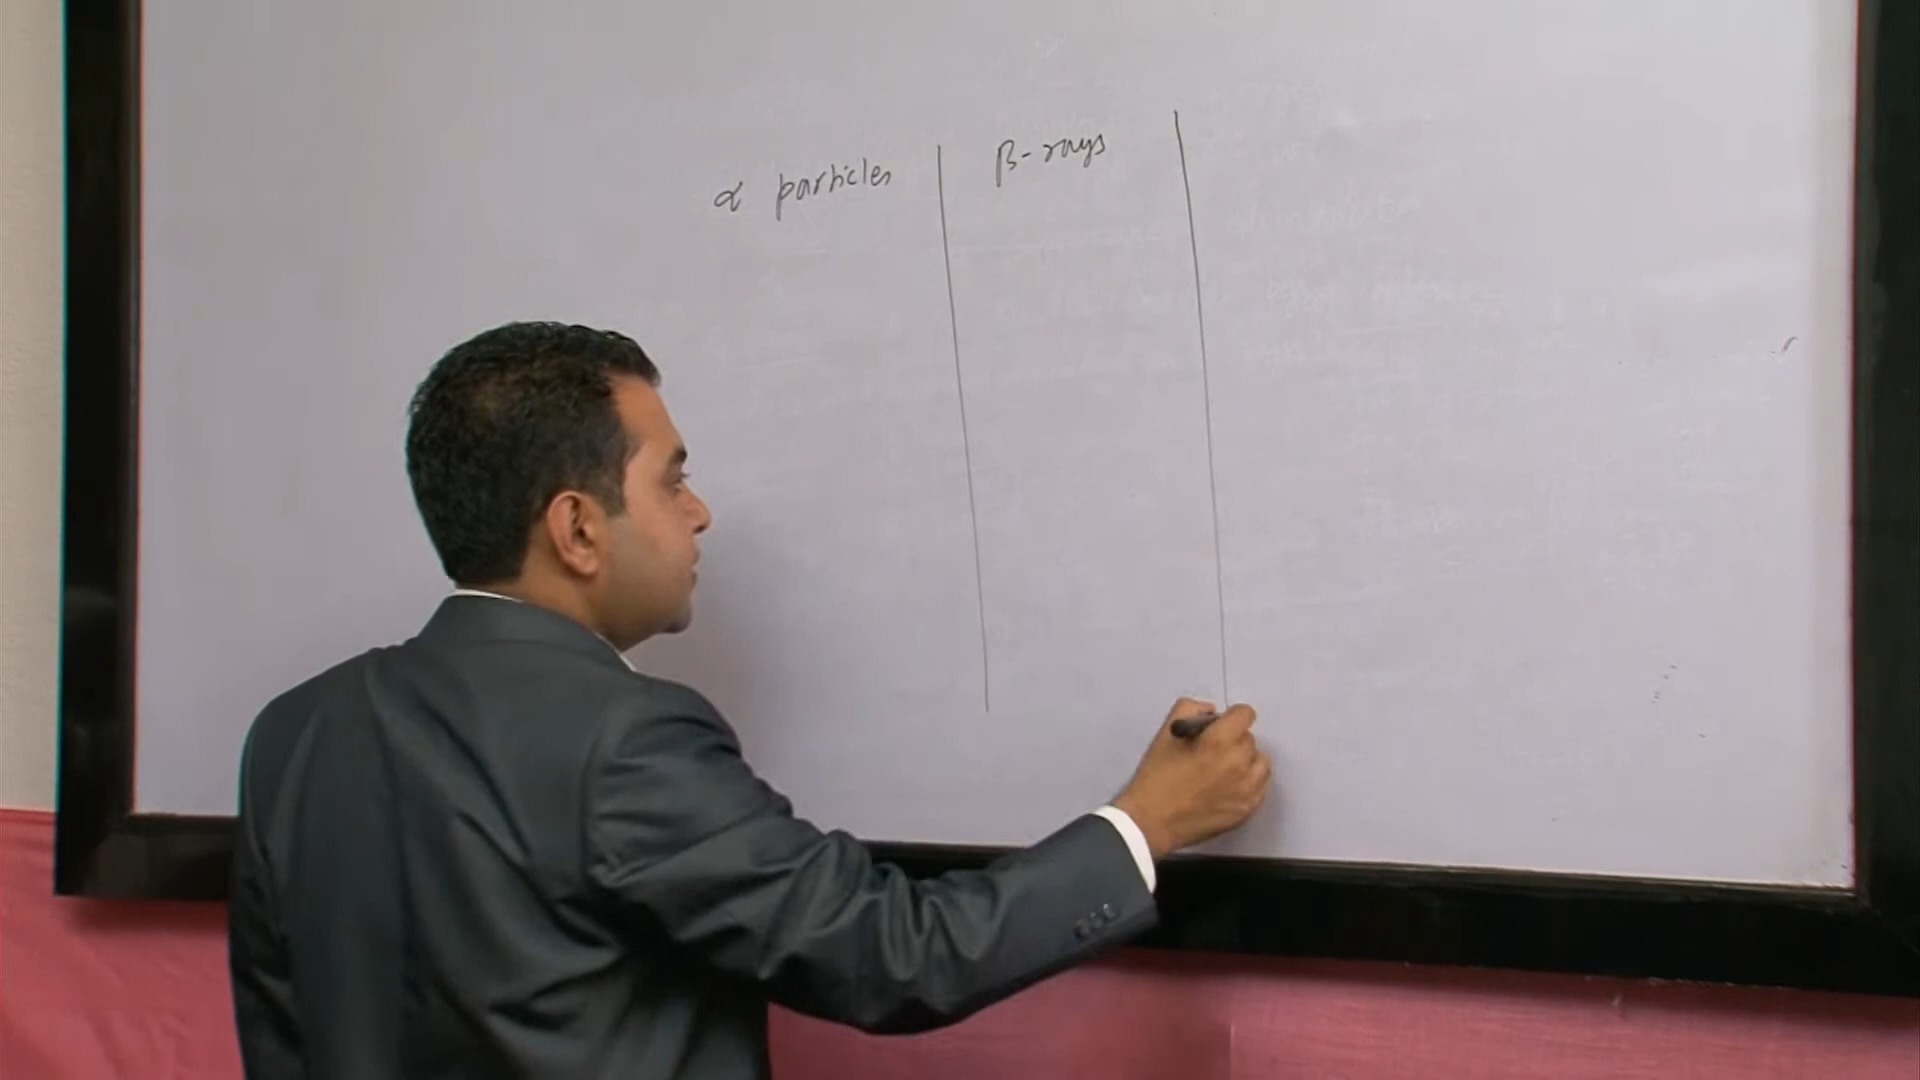 α particles
β-rays